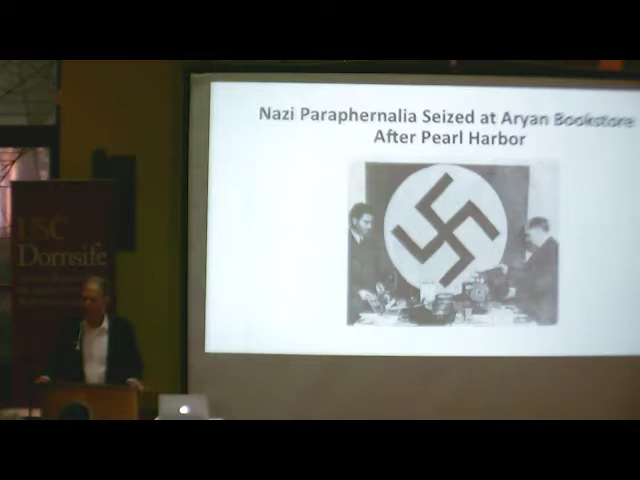 Nazi Paraphernalia Seized at Aryan Bookstore
After Pearl Harbor
USC
Dornsife